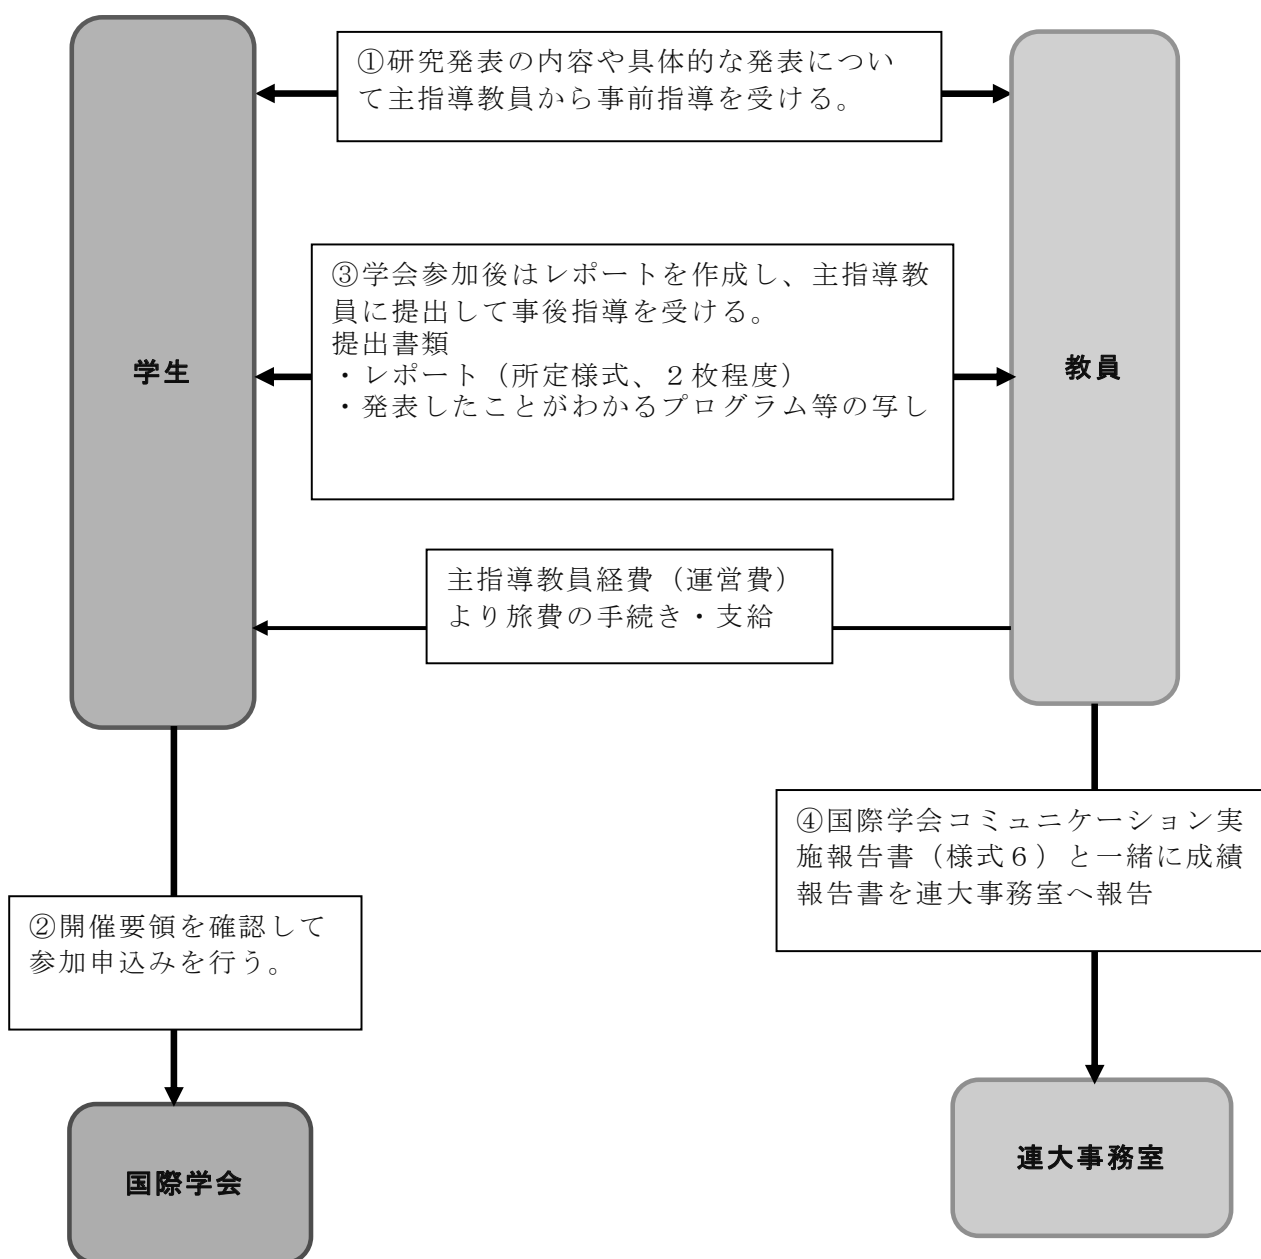 ①研究発表の内容や具体的な発表につい
て主指導教員から事前指導を受ける。
③学会参加後はレポートを作成し、主指導教
員に提出して事後指導を受ける。
提出書類
・レポート（所定様式、２枚程度）
・発表したことがわかるプログラム等の写し
学生
教員
主指導教員経費（運営費）
より旅費の手続き・支給
④国際学会コミュニケーション実
施報告書（様式６）と一緒に成績
報告書を連大事務室へ報告
②開催要領を確認して
参加申込みを行う。
国際学会
連大事務室